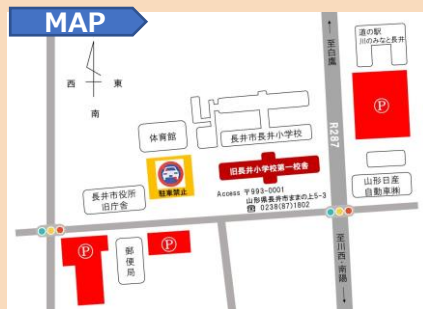 MAP
西 東
南
体育館
長井市長井小学校
至白鷹
R287
道の駅
川のみなと長井
P
駐車禁止
旧長井小学校第一校舎
Access 〒993-0001
山形県長井市ままの上5-3
☎ 0238(87)1802
山形日産
自動車㈱
長井市役所
旧庁舎
P
郵便局
P
至川西・南陽